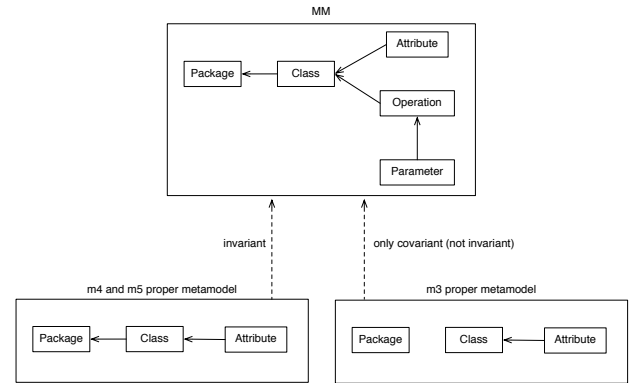 MM
Attribute
Package
Class
Operation
Parameter
invariant
only covariant (not invariant)
m4 and m5 proper metamodel
m3 proper metamodel
Package
Class
Attribute
Package
Class
Attribute